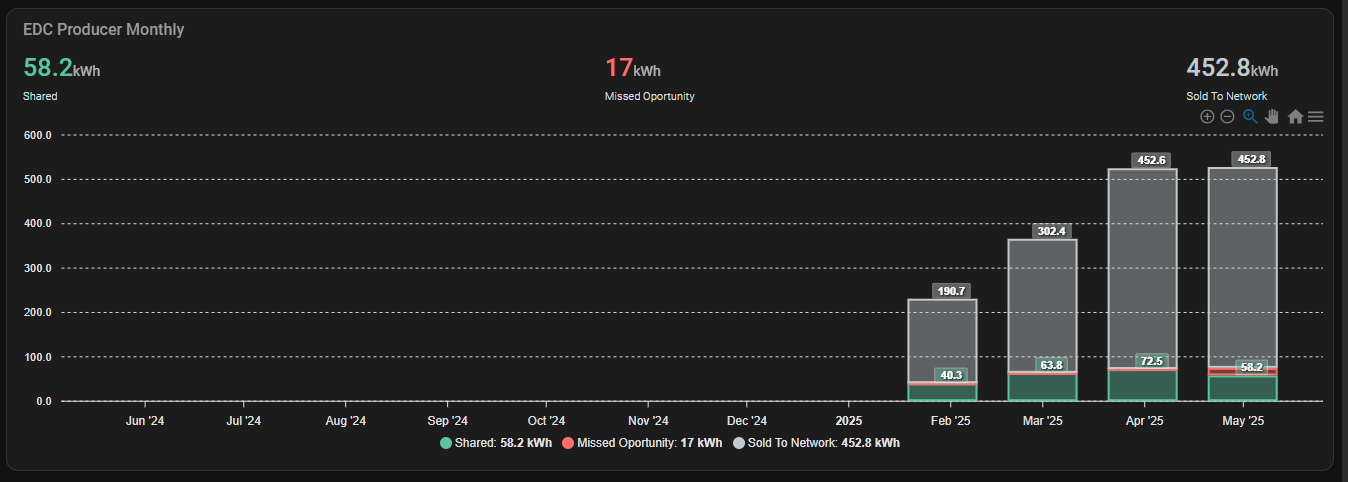 EDC Producer Monthly
58.2kWh 17kWh 452.8kWh
Shared Missed Oportunity Sold To Network
600.0
452.6 452.8
500.0
400.0
302.4
300.0
190.7
200.0
100.0
40.3 63.8 72.5 58.2
0.0
Jun '24 Jul '24 Aug '24 Sep '24 Oct '24 Nov '24 Dec '24 2025 Feb '25 Mar '25 Apr '25 May '25
Shared: 58.2 kWh Missed Oportunity: 17 kWh Sold To Network: 452.8 kWh